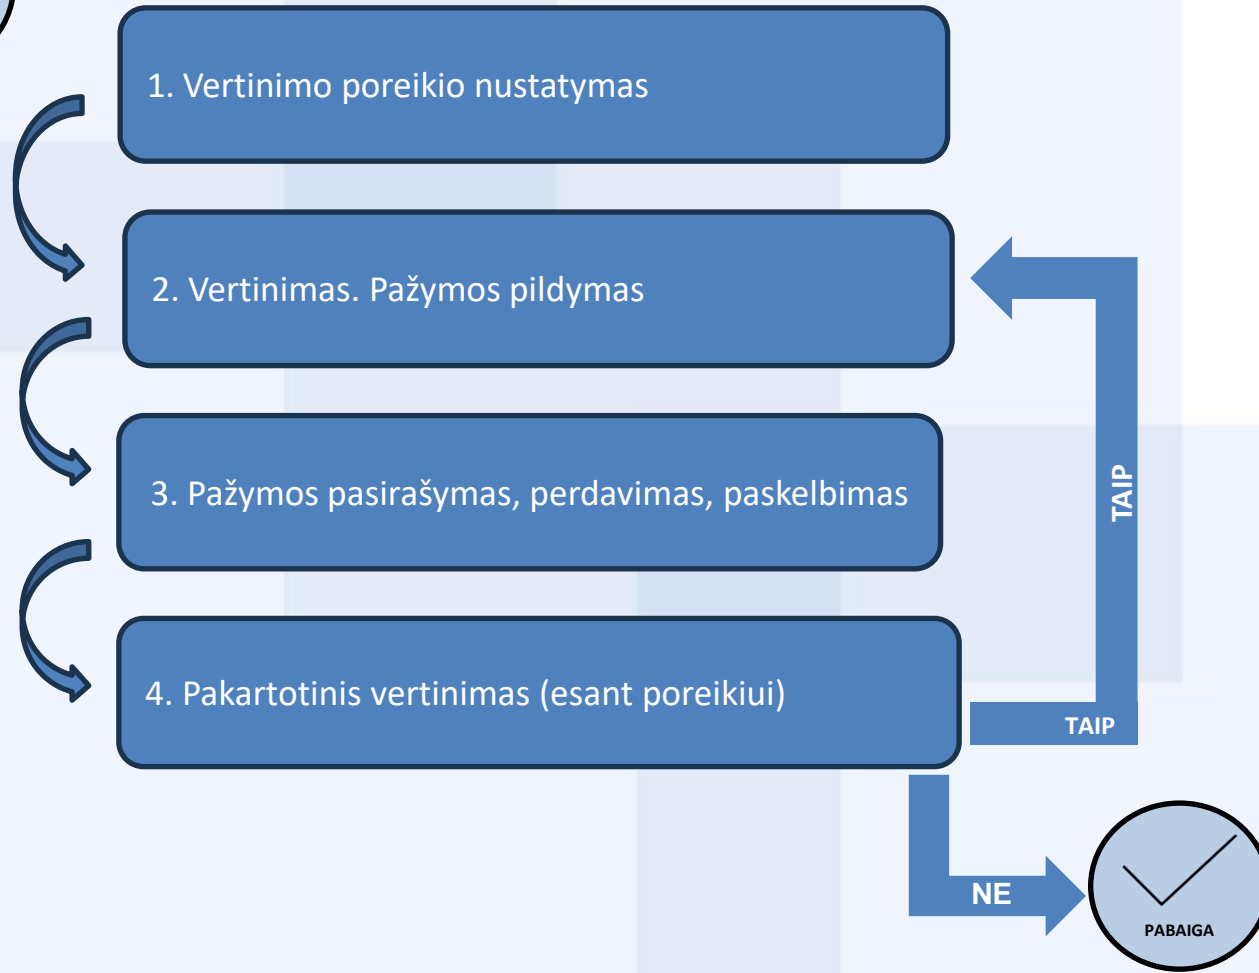 1. Vertinimo poreikio nustatymas
2. Vertinimas. Pažymos pildymas
3. Pažymos pasirašymas, perdavimas, paskelbimas
TAIP
4. Pakartotinis vertinimas (esant poreikiui)
TAIP
NE
PABAIGA